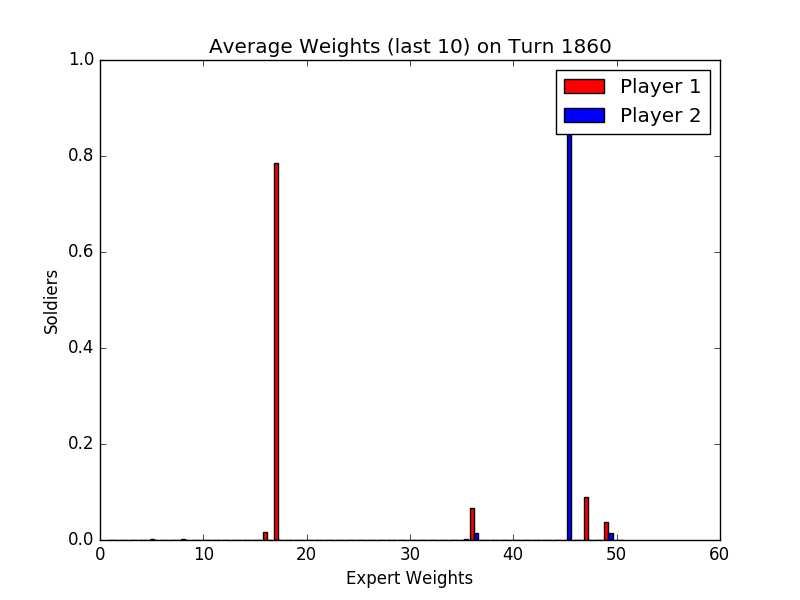 Average Weights (last 10) on Turn 1860
1.0
Player 1
Player 2
0.8
0.6
Soldiers
0.4
0.2
0.0
0 10 20 30 40 50 60
Expert Weights